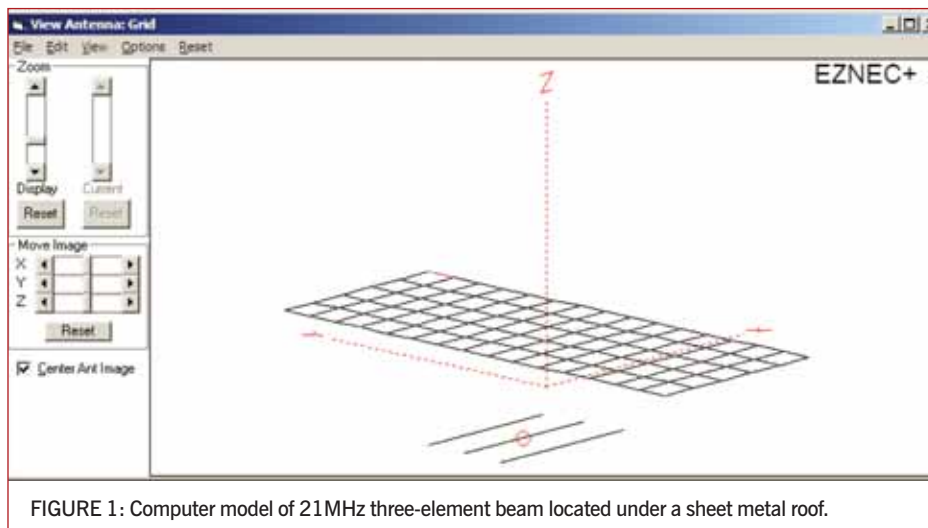 View Antenna: Grid
File Edit View Options Reset
Zoom
Display Current
Reset Reset
Move Image
X
Y
Z
Reset
Center Ant Image
EZNEC+
Z
FIGURE 1: Computer model of 21MHz three-element beam located under a sheet metal roof.